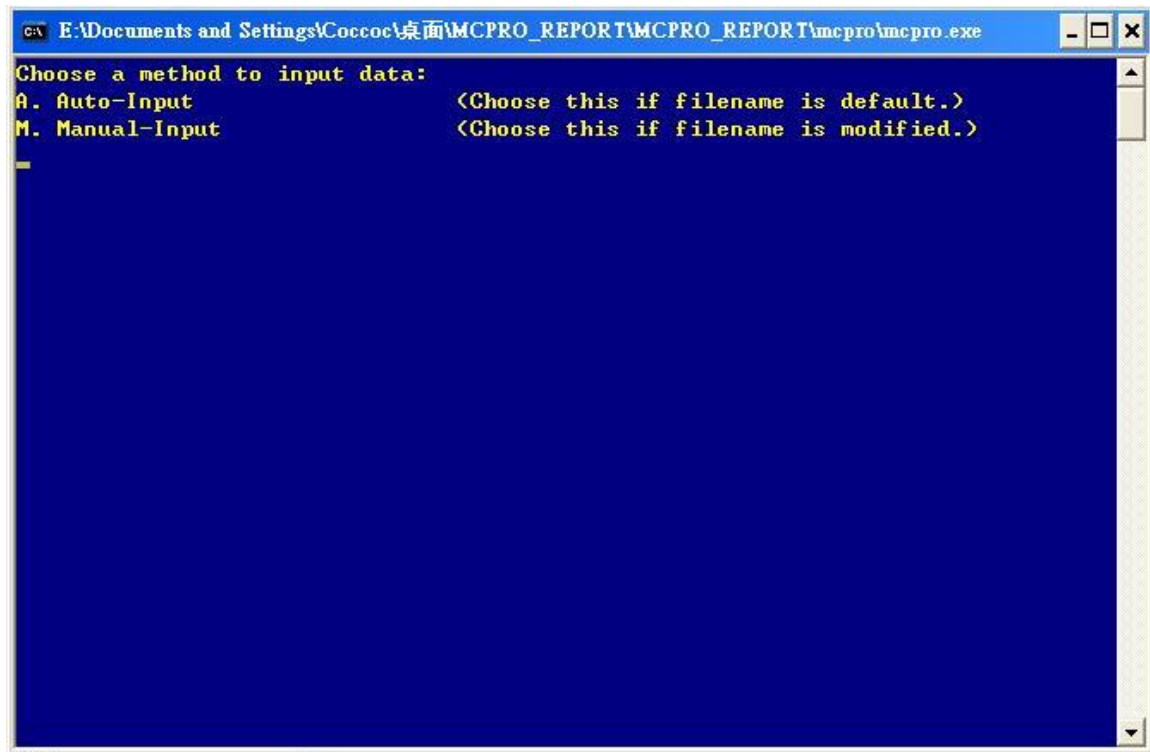 E:\Documents and Settings\Coccoc\桌面\MCPRO_REPORT\MCPRO_REPORT\mcpro\mcpro.exe
Choose a method to input data:
A. Auto-Input (Choose this if filename is default.)
M. Manual-Input (Choose this if filename is modified.)